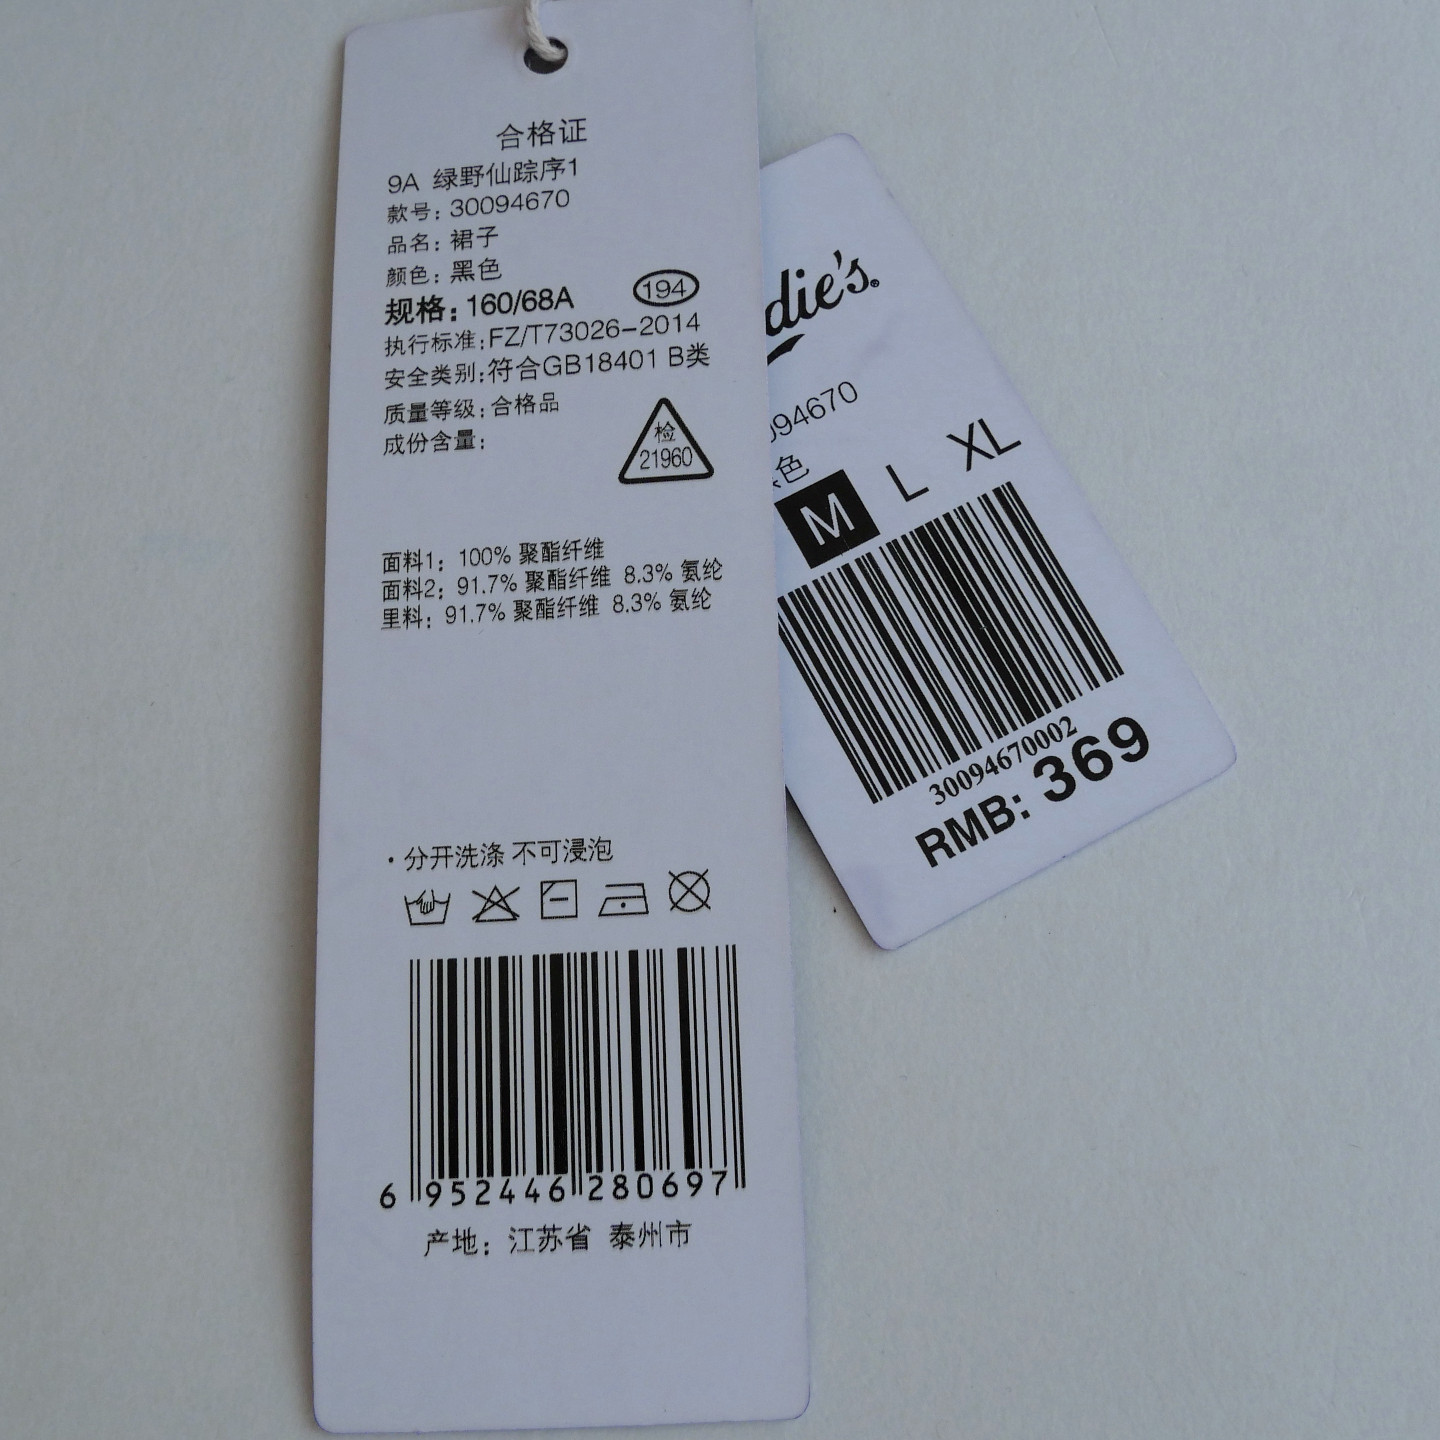 合格证
9A 绿野仙踪序1
款号: 30094670
品名: 裙子
颜色: 黑色
规格: 160/68A
194
执行标准: FZ/T73026-2014
安全类别: 符合GB18401 B类
质量等级: 合格品
成份含量:
检
21960
面料1: 100% 聚酯纤维
面料2: 91.7% 聚酯纤维 8.3% 氨纶
里料: 91.7% 聚酯纤维 8.3% 氨纶
·分开洗涤 不可浸泡
6 952446 280697
产地: 江苏省 泰州市
die's®
094670
色
M L XL
30094670002
RMB: 369